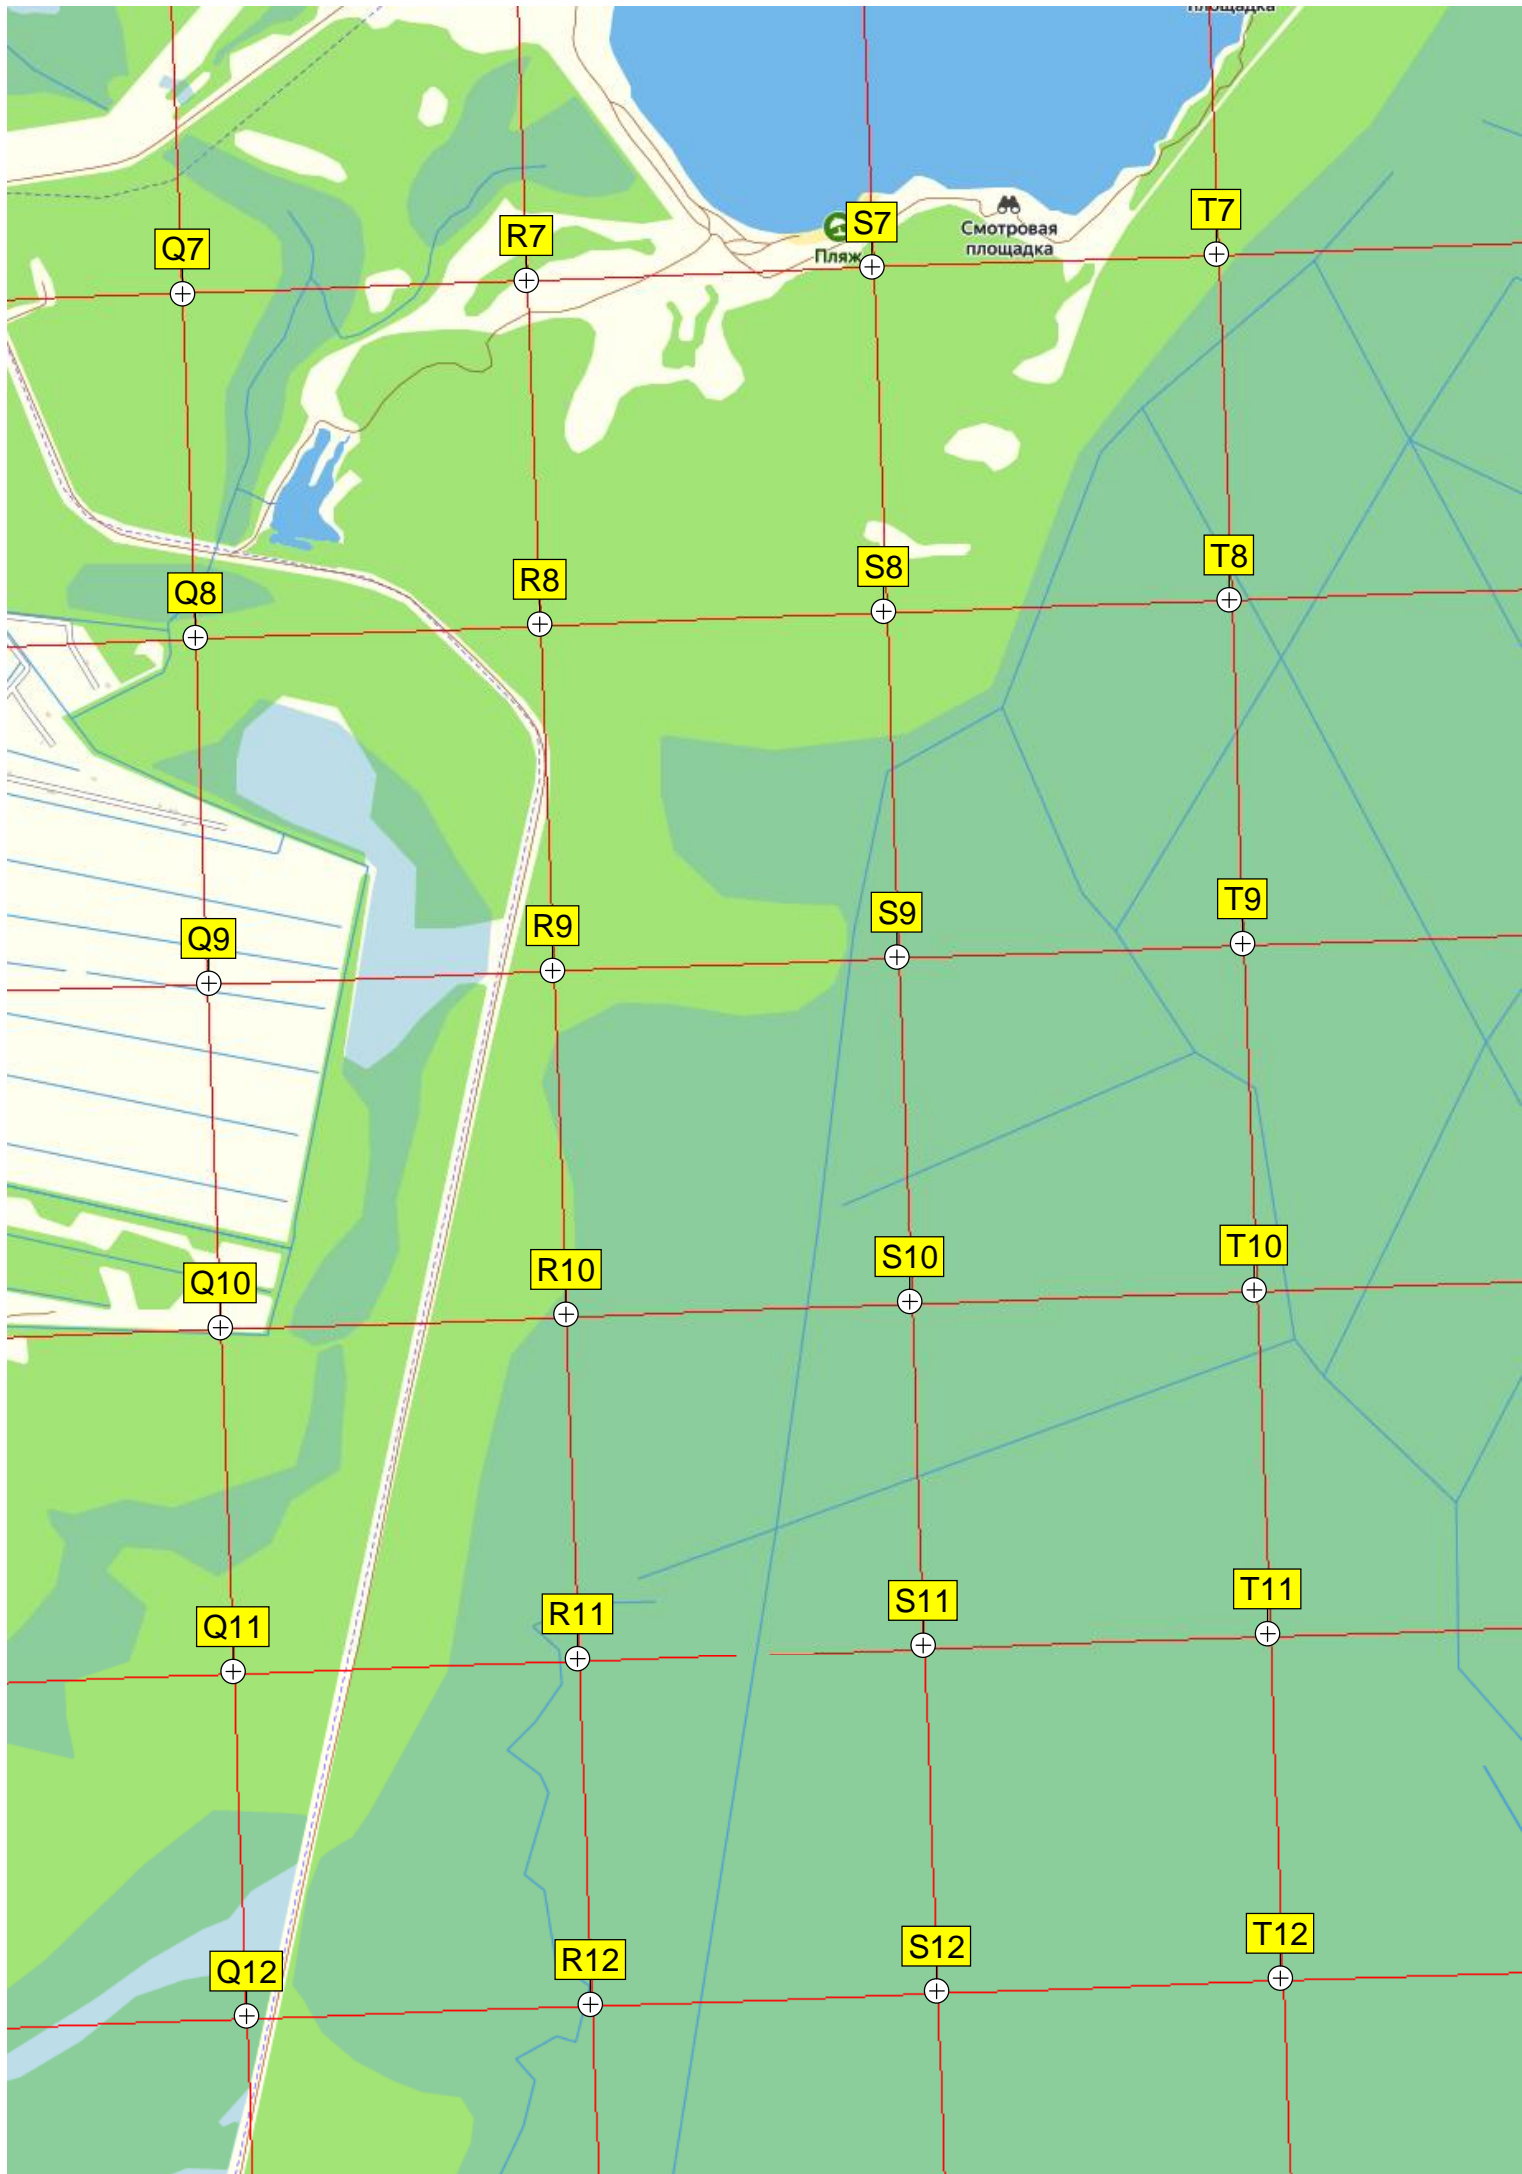 площадка
Q7
R7
S7
T7
Пляж
Смотровая
площадка
Q8
R8
S8
T8
Q9
R9
S9
T9
Q10
R10
S10
T10
Q11
R11
S11
T11
Q12
R12
S12
T12